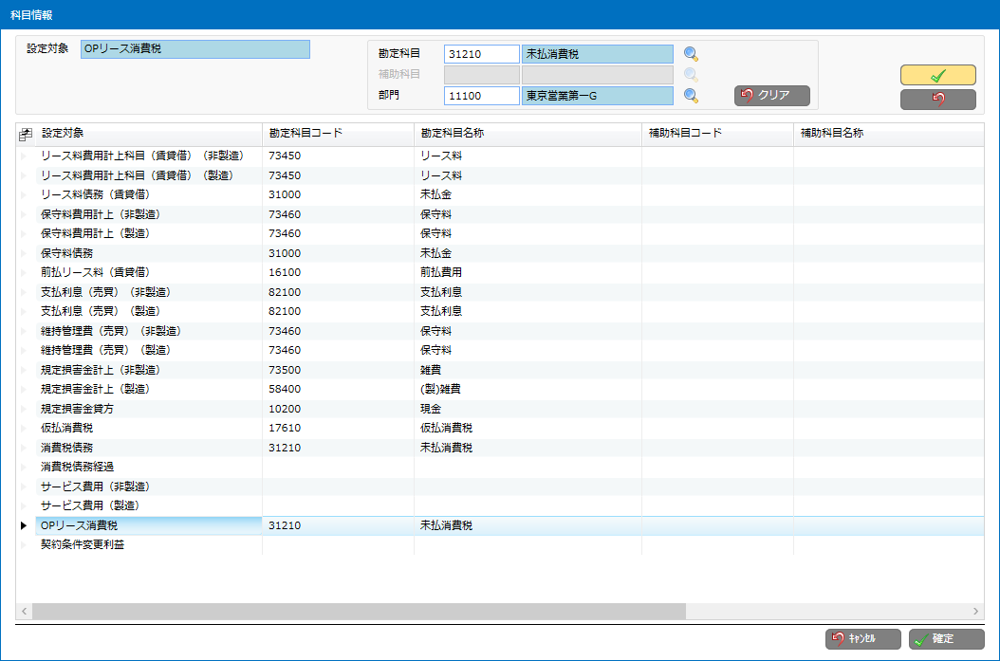 科目情報
設定対象 OPリース消費税
勘定科目 31210 未払消費税
補助科目
部門 11100 東京営業第一G クリア
設定対象 勘定科目コード 勘定科目名称 補助科目コード 補助科目名称
リース料費用計上科目（賃貸借）（非製造） 73450 リース料
リース料費用計上科目（賃貸借）（製造） 73450 リース料
リース料債務（賃貸借） 31000 未払金
保守料費用計上（非製造） 73460 保守料
保守料費用計上（製造） 73460 保守料
保守料債務 31000 未払金
前払リース料（賃貸借） 16100 前払費用
支払利息（売買）（非製造） 82100 支払利息
支払利息（売買）（製造） 82100 支払利息
維持管理費（売買）（非製造） 73460 保守料
維持管理費（売買）（製造） 73460 保守料
規定損害金計上（非製造） 73500 雑費
規定損害金計上（製造） 58400 (製)雑費
規定損害金貸方 10200 現金
仮払消費税 17610 仮払消費税
消費税債務 31210 未払消費税
消費税債務経過
サービス費用（非製造）
サービス費用（製造）
OPリース消費税 31210 未払消費税
契約条件変更利益
ｷｬﾝｾﾙ 確定